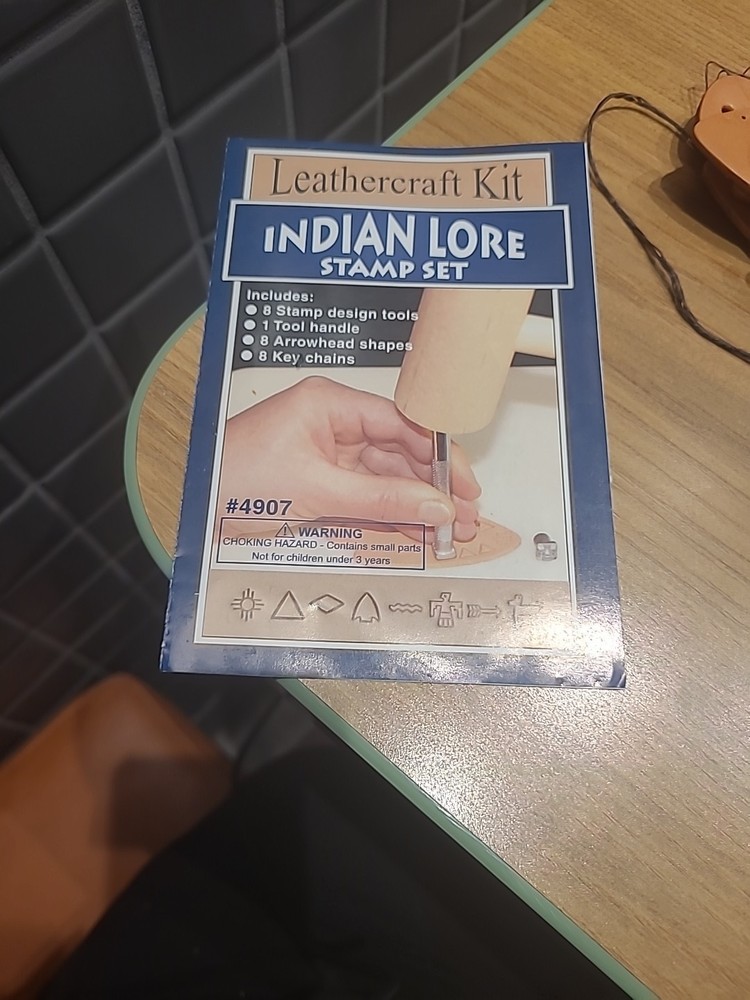 Leathercraft Kit
INDIAN LORE
STAMP SET
Includes:
● 8 Stamp design tools
● 1 Tool handle
● 8 Arrowhead shapes
● 8 Key chains
#4907
⚠ WARNING
CHOKING HAZARD - Contains small parts
Not for children under 3 years